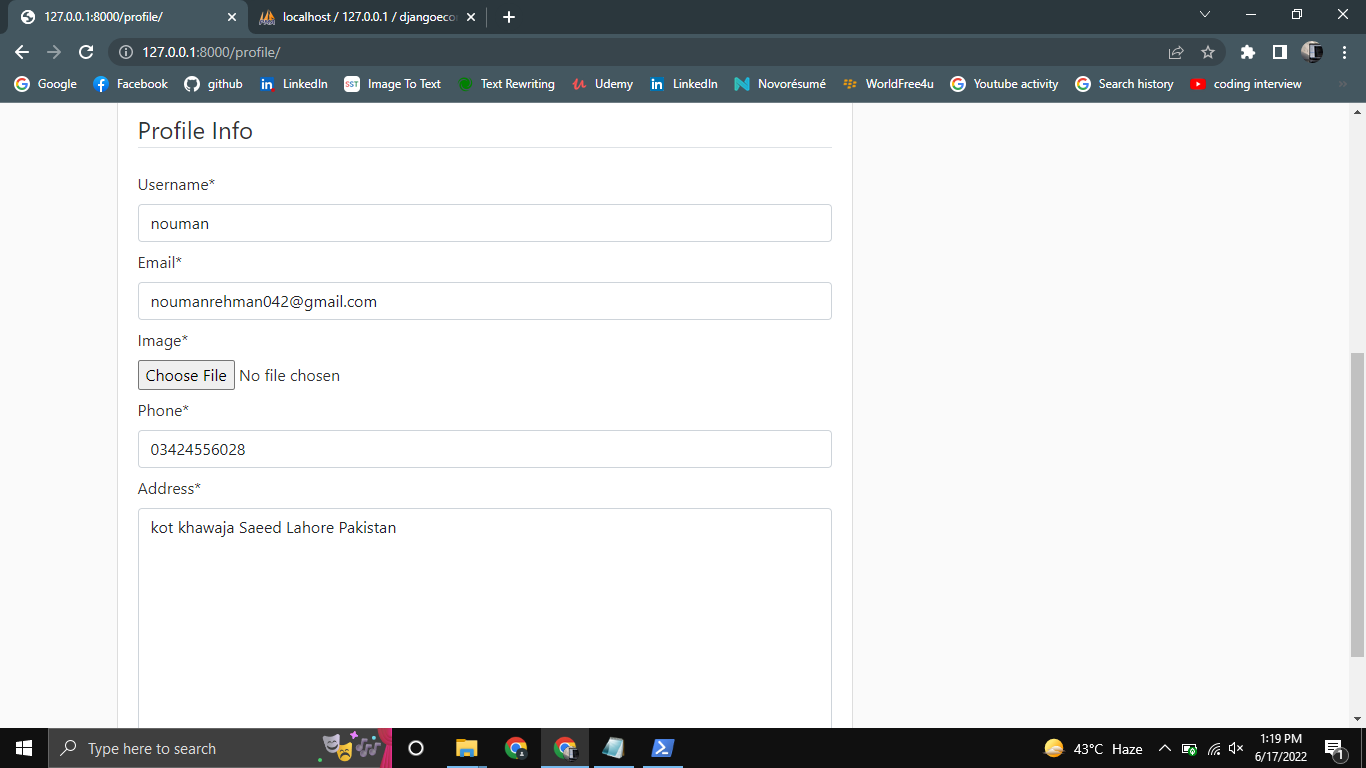 127.0.0.1:8000/profile/
localhost / 127.0.0.1 / djangoeco
127.0.0.1:8000/profile/
Google Facebook github LinkedIn SST Image To Text Text Rewriting Udemy LinkedIn Novorésumé WorldFree4u Youtube activity Search history coding interview
Profile Info
Username*
nouman
Email*
noumanrehman042@gmail.com
Image*
Choose File No file chosen
Phone*
03424556028
Address*
kot khawaja Saeed Lahore Pakistan
Type here to search
43°C Haze
1:19 PM
6/17/2022
1